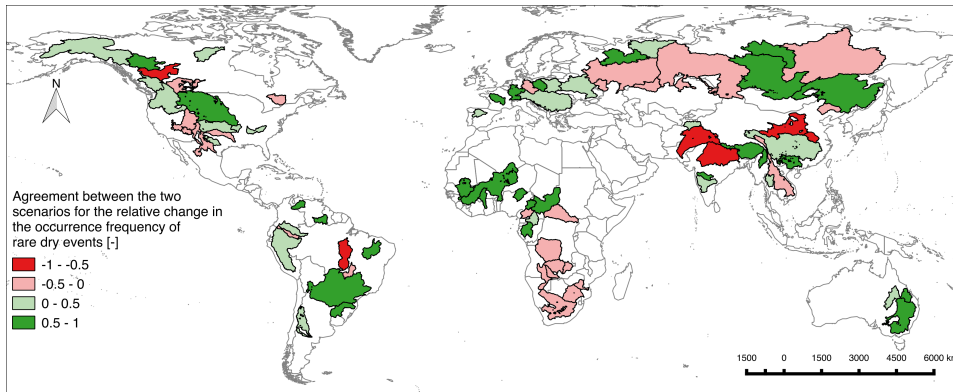 N
Agreement between the two
scenarios for the relative change in
the occurrence frequency of
rare dry events [-]
-1 - -0.5
-0.5 - 0
0 - 0.5
0.5 - 1
1500 0 1500 3000 4500 6000 km